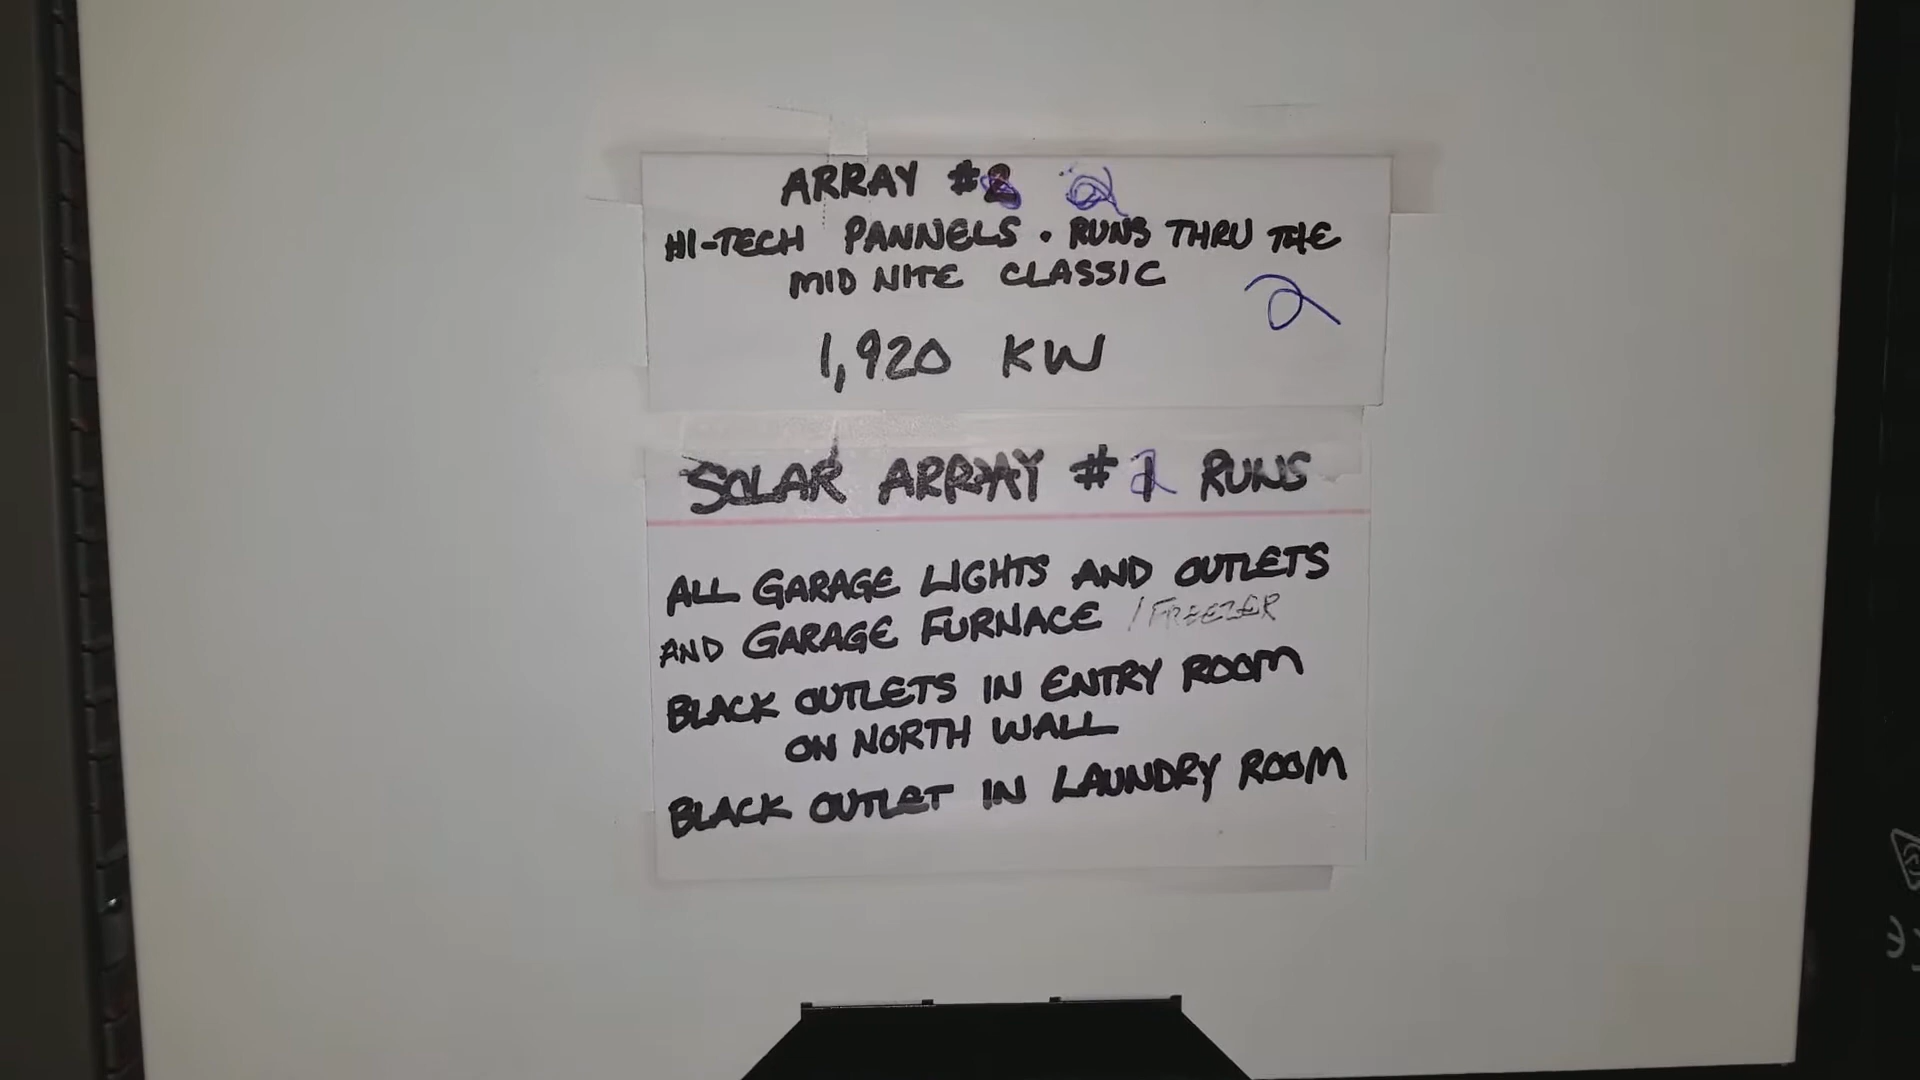 ARRAY #2 2
HI-TECH PANNELS . RUNS THRU THE
MIDNITE CLASSIC
2
1,920 KW
SOLAR ARRAY #2 RUNS
ALL GARAGE LIGHTS AND OUTLETS
AND GARAGE FURNACE / FREEZER
BLACK OUTLETS IN ENTRY ROOM
ON NORTH WALL
BLACK OUTLET IN LAUNDRY ROOM